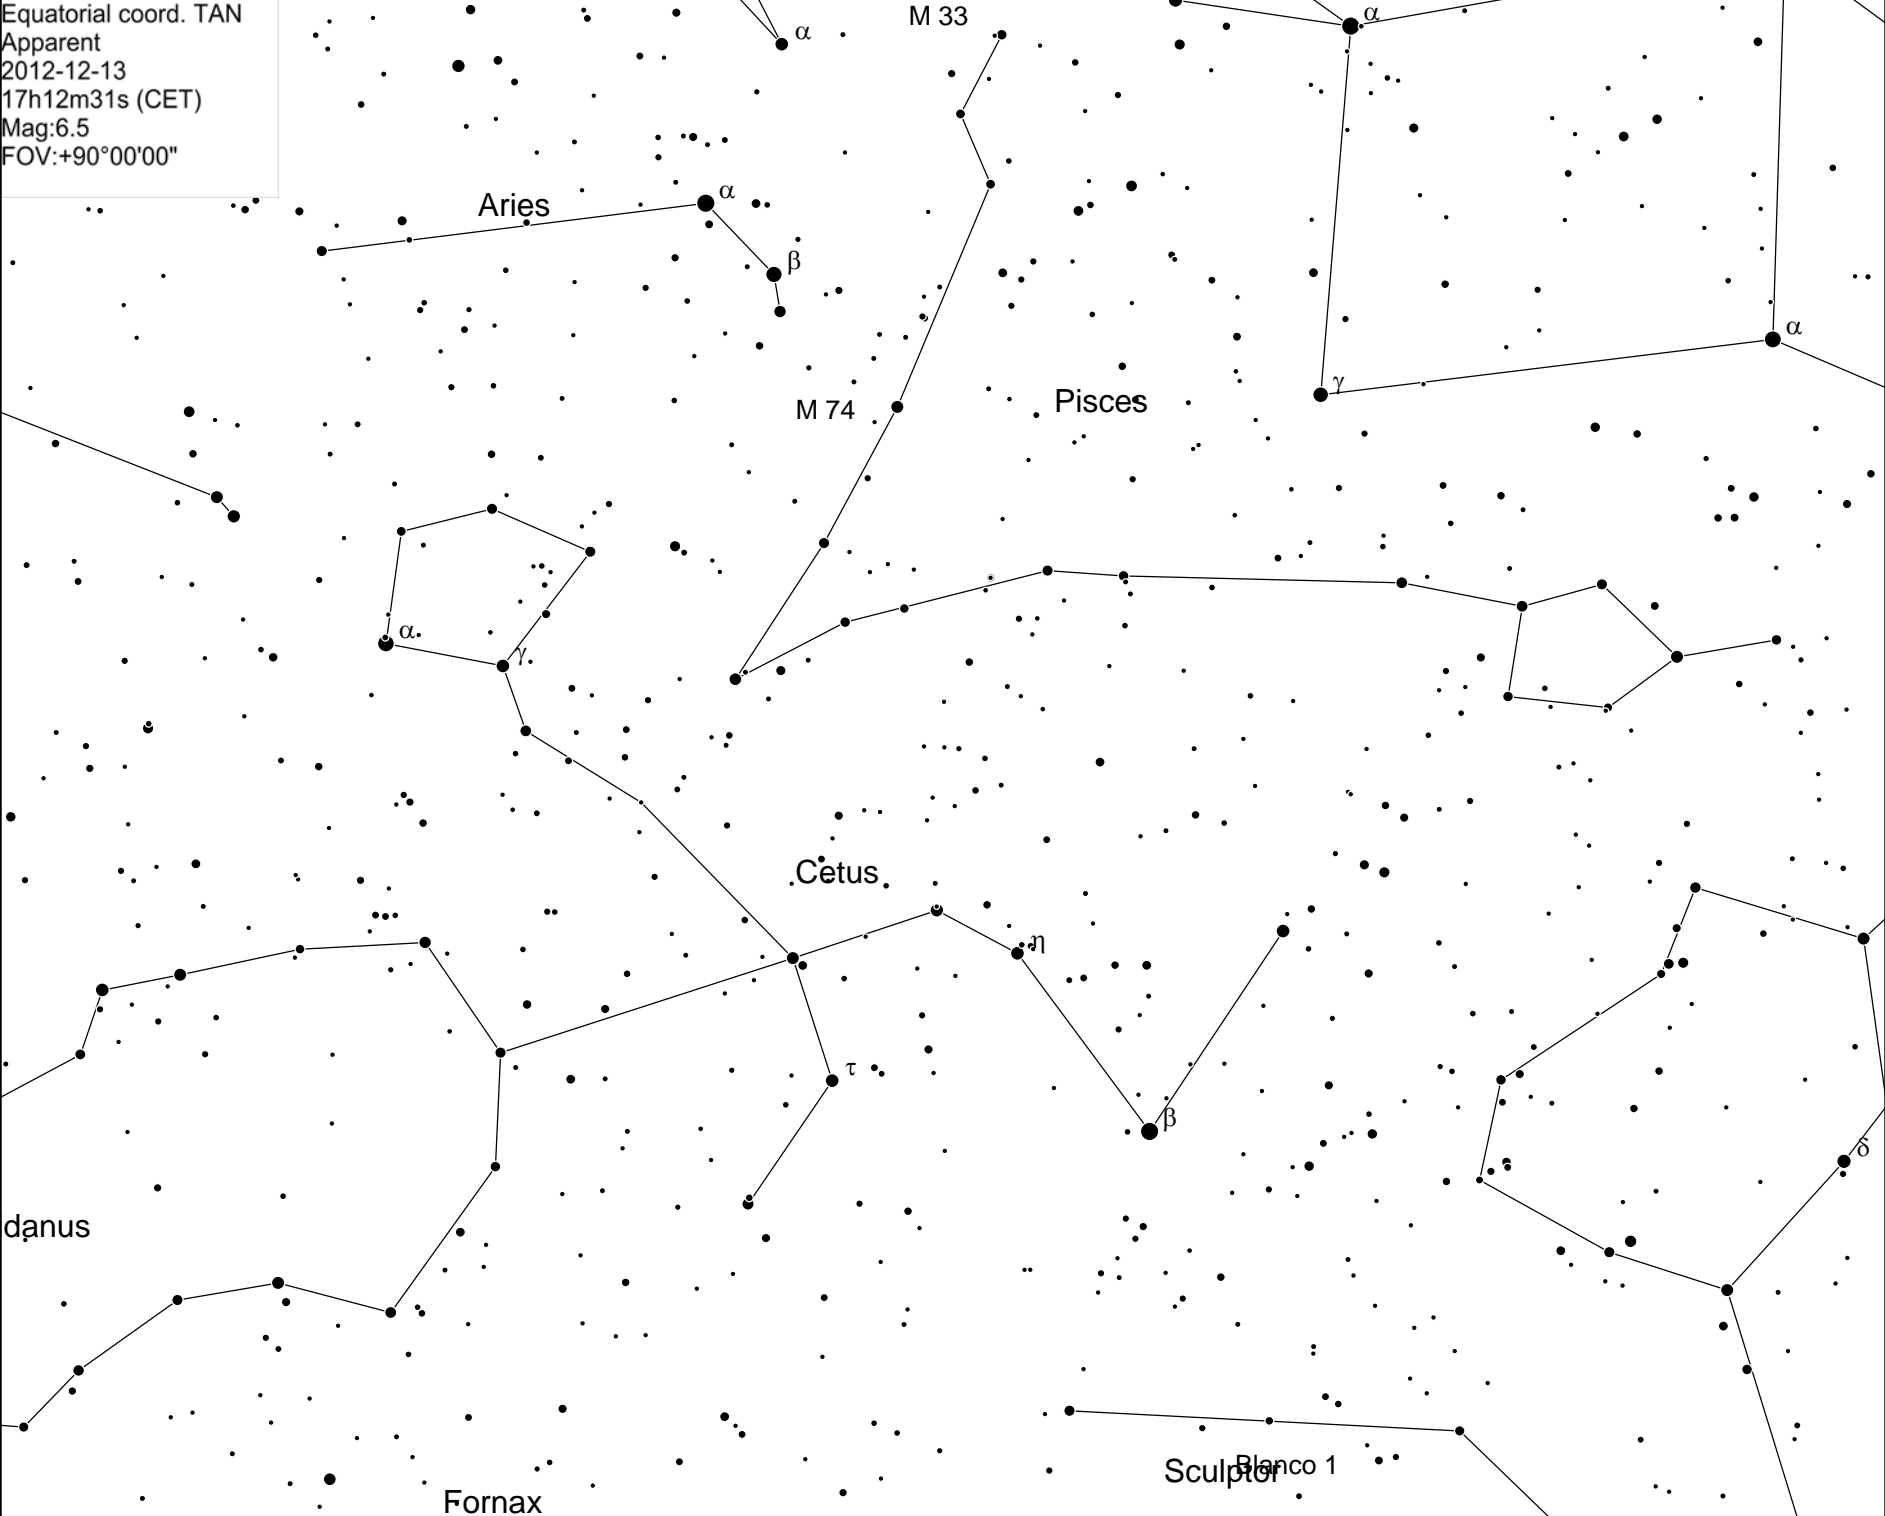 Equatorial coord. TAN
Apparent
2012-12-13
17h12m31s (CET)
Mag:6.5
FOV:+90°00'00"
α
M 33
α
Aries
α
β
α
M 74
Pisces
γ
α
γ
Cetus
η
τ
β
δ
danus
Sculptor
Blanco 1
Fornax